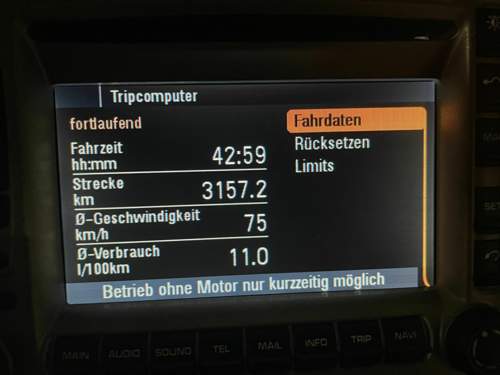 Tripcomputer
fortlaufend
Fahrzeit
hh:mm
42:59
Strecke
km
3157.2
Ø-Geschwindigkeit
km/h
75
Ø-Verbrauch
l/100km
11.0
Fahrdaten
Rücksetzen
Limits
Betrieb ohne Motor nur kurzzeitig möglich
MAIN AUDIO SOUND TEL MAIL INFO TRIP NAVI
SET